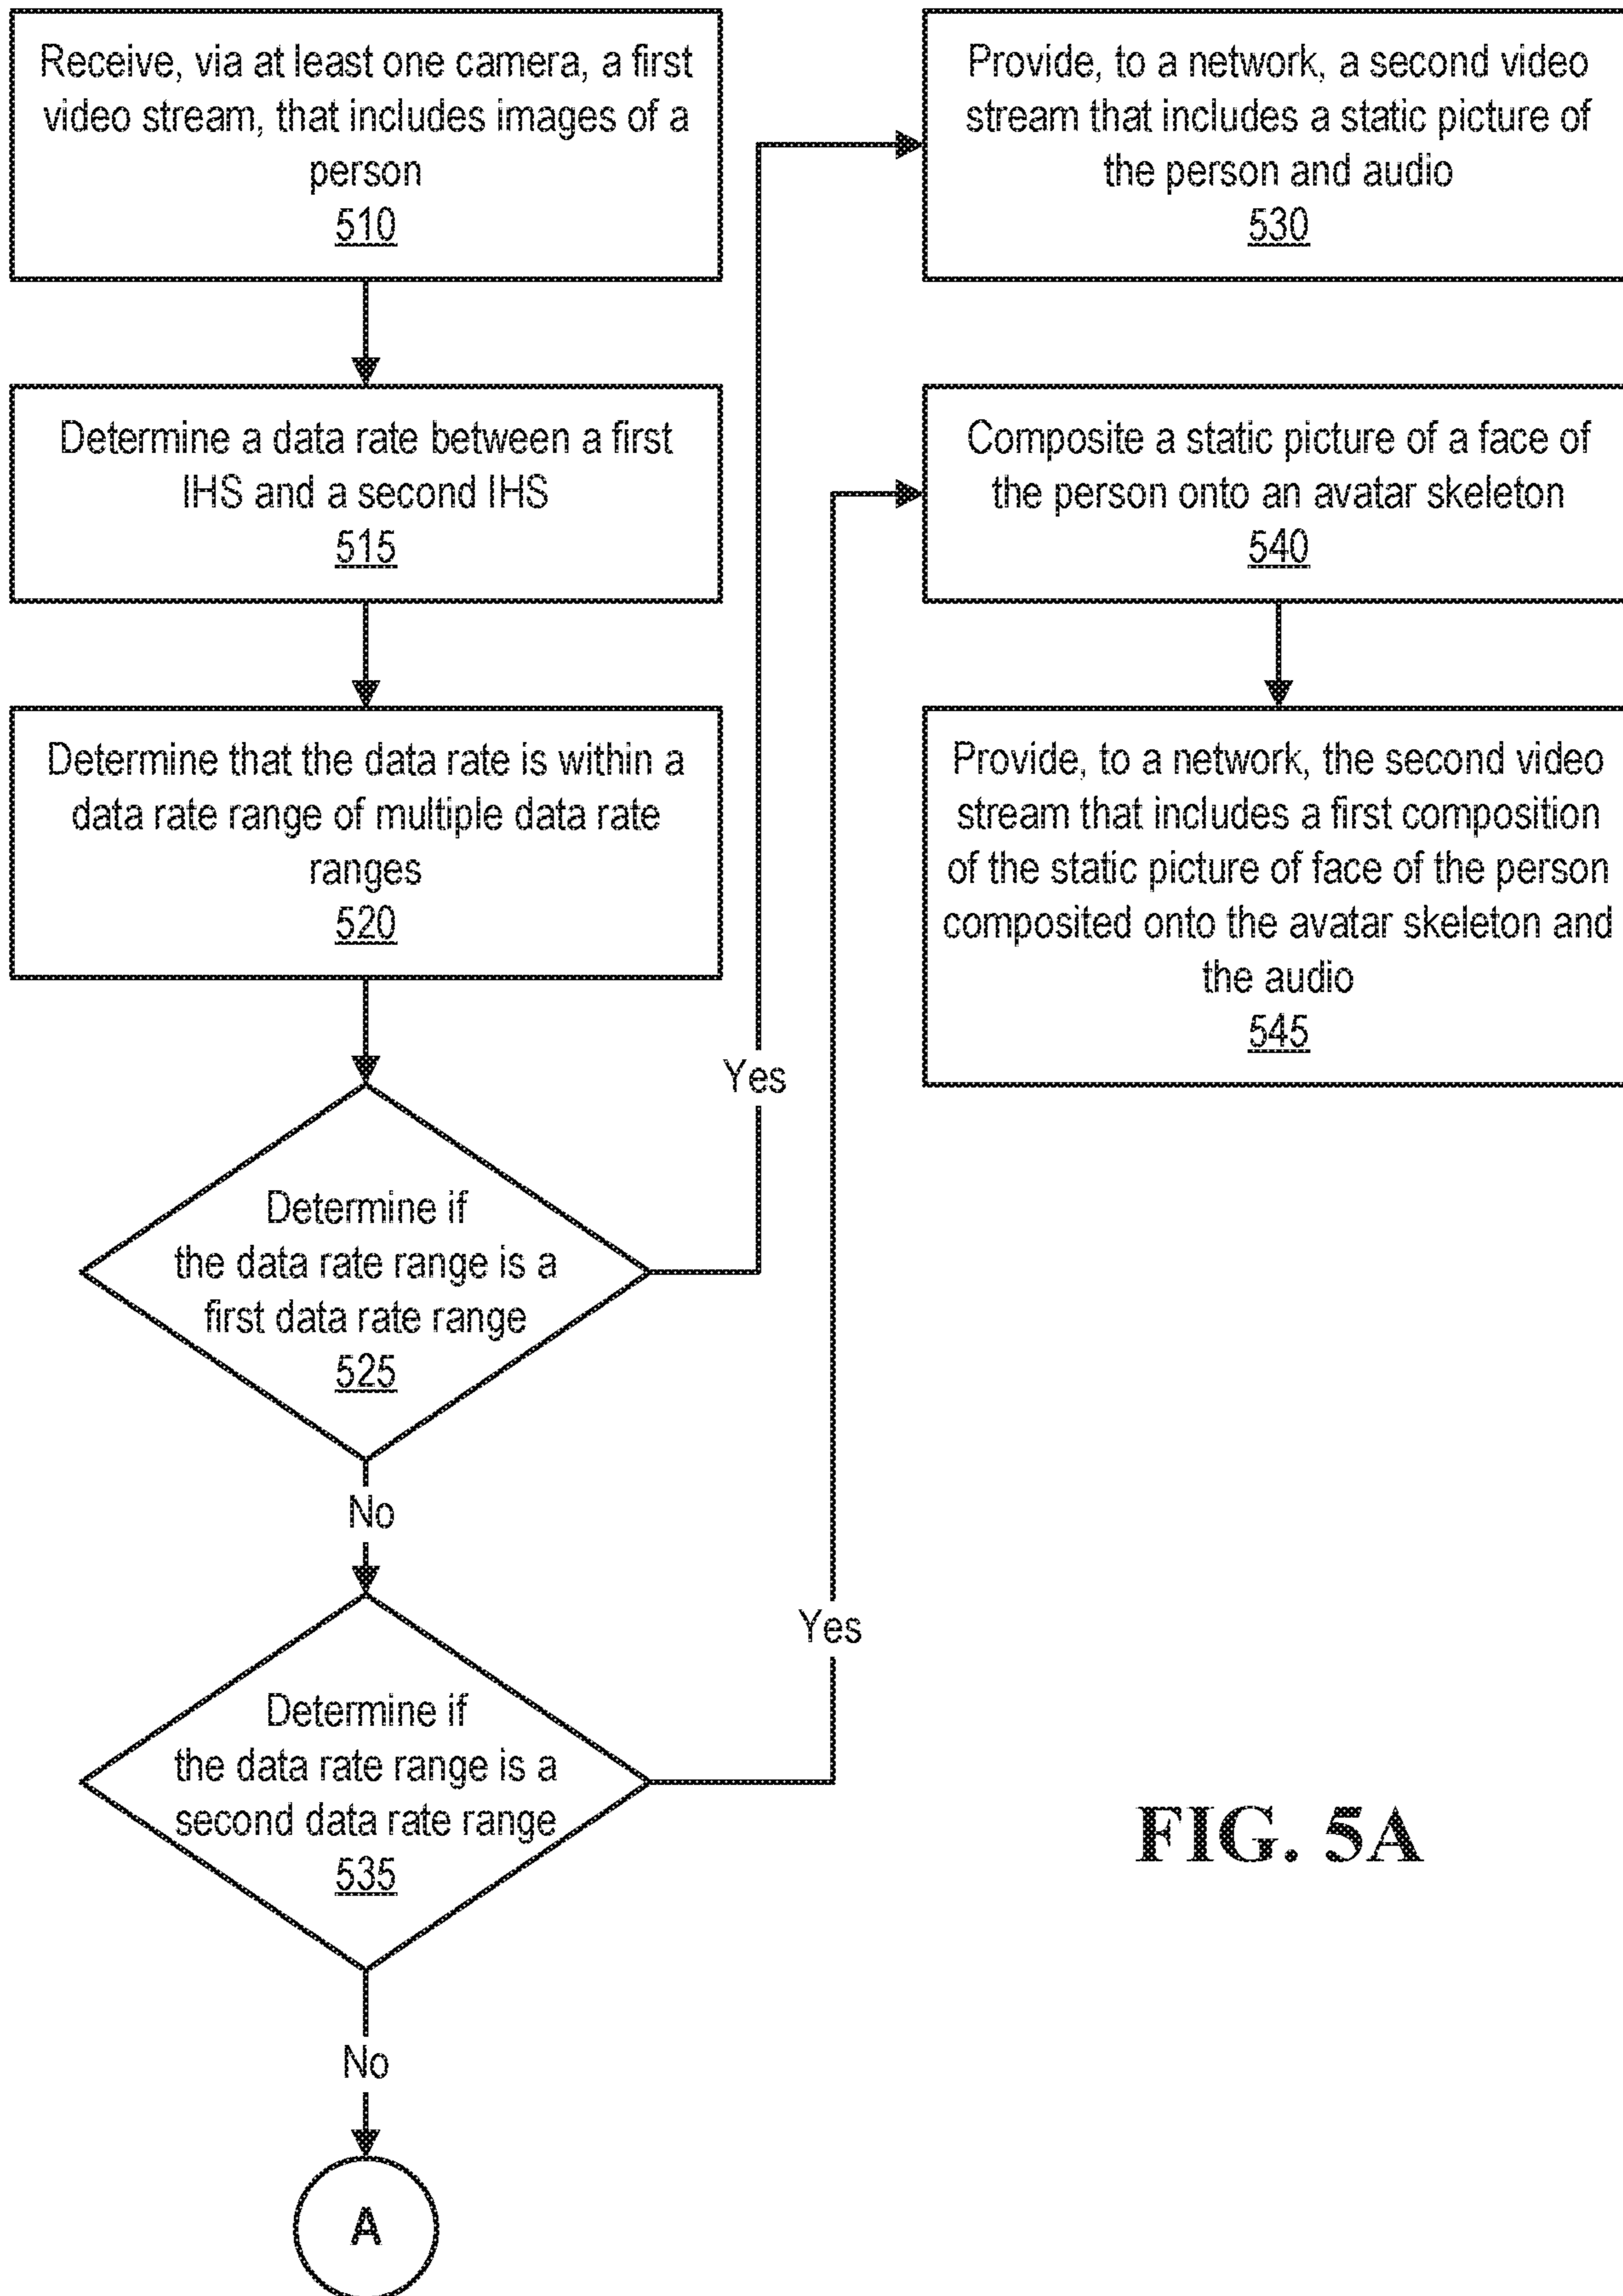 Receive, via at least one camera, a first
video stream, that includes images of a
person
510
Determine a data rate between a first
IHS and a second IHS
515
Determine that the data rate is within a
data rate range of multiple data rate
ranges
520
Determine if
the data rate range is a
first data rate range
525
Yes
No
Determine if
the data rate range is a
second data rate range
535
Yes
No
A
Provide, to a network, a second video
stream that includes a static picture of
the person and audio
530
Composite a static picture of a face of
the person onto an avatar skeleton
540
Provide, to a network, the second video
stream that includes a first composition
of the static picture of face of the person
composited onto the avatar skeleton and
the audio
545
FIG. 5A